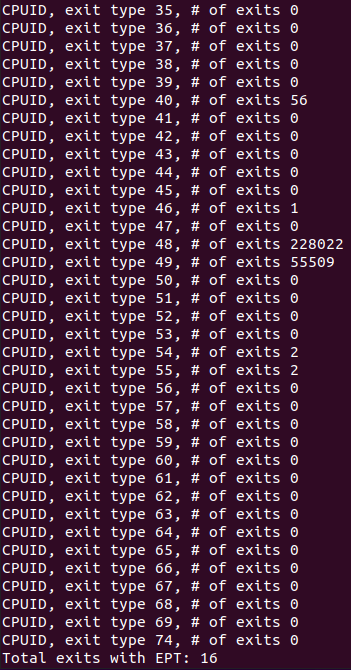 CPUID, exit type 35, # of exits 0
CPUID, exit type 36, # of exits 0
CPUID, exit type 37, # of exits 0
CPUID, exit type 38, # of exits 0
CPUID, exit type 39, # of exits 0
CPUID, exit type 40, # of exits 56
CPUID, exit type 41, # of exits 0
CPUID, exit type 42, # of exits 0
CPUID, exit type 43, # of exits 0
CPUID, exit type 44, # of exits 0
CPUID, exit type 45, # of exits 0
CPUID, exit type 46, # of exits 1
CPUID, exit type 47, # of exits 0
CPUID, exit type 48, # of exits 228022
CPUID, exit type 49, # of exits 55509
CPUID, exit type 50, # of exits 0
CPUID, exit type 51, # of exits 0
CPUID, exit type 52, # of exits 0
CPUID, exit type 53, # of exits 0
CPUID, exit type 54, # of exits 2
CPUID, exit type 55, # of exits 2
CPUID, exit type 56, # of exits 0
CPUID, exit type 57, # of exits 0
CPUID, exit type 58, # of exits 0
CPUID, exit type 59, # of exits 0
CPUID, exit type 60, # of exits 0
CPUID, exit type 61, # of exits 0
CPUID, exit type 62, # of exits 0
CPUID, exit type 63, # of exits 0
CPUID, exit type 64, # of exits 0
CPUID, exit type 65, # of exits 0
CPUID, exit type 66, # of exits 0
CPUID, exit type 67, # of exits 0
CPUID, exit type 68, # of exits 0
CPUID, exit type 69, # of exits 0
CPUID, exit type 74, # of exits 0
Total exits with EPT: 16